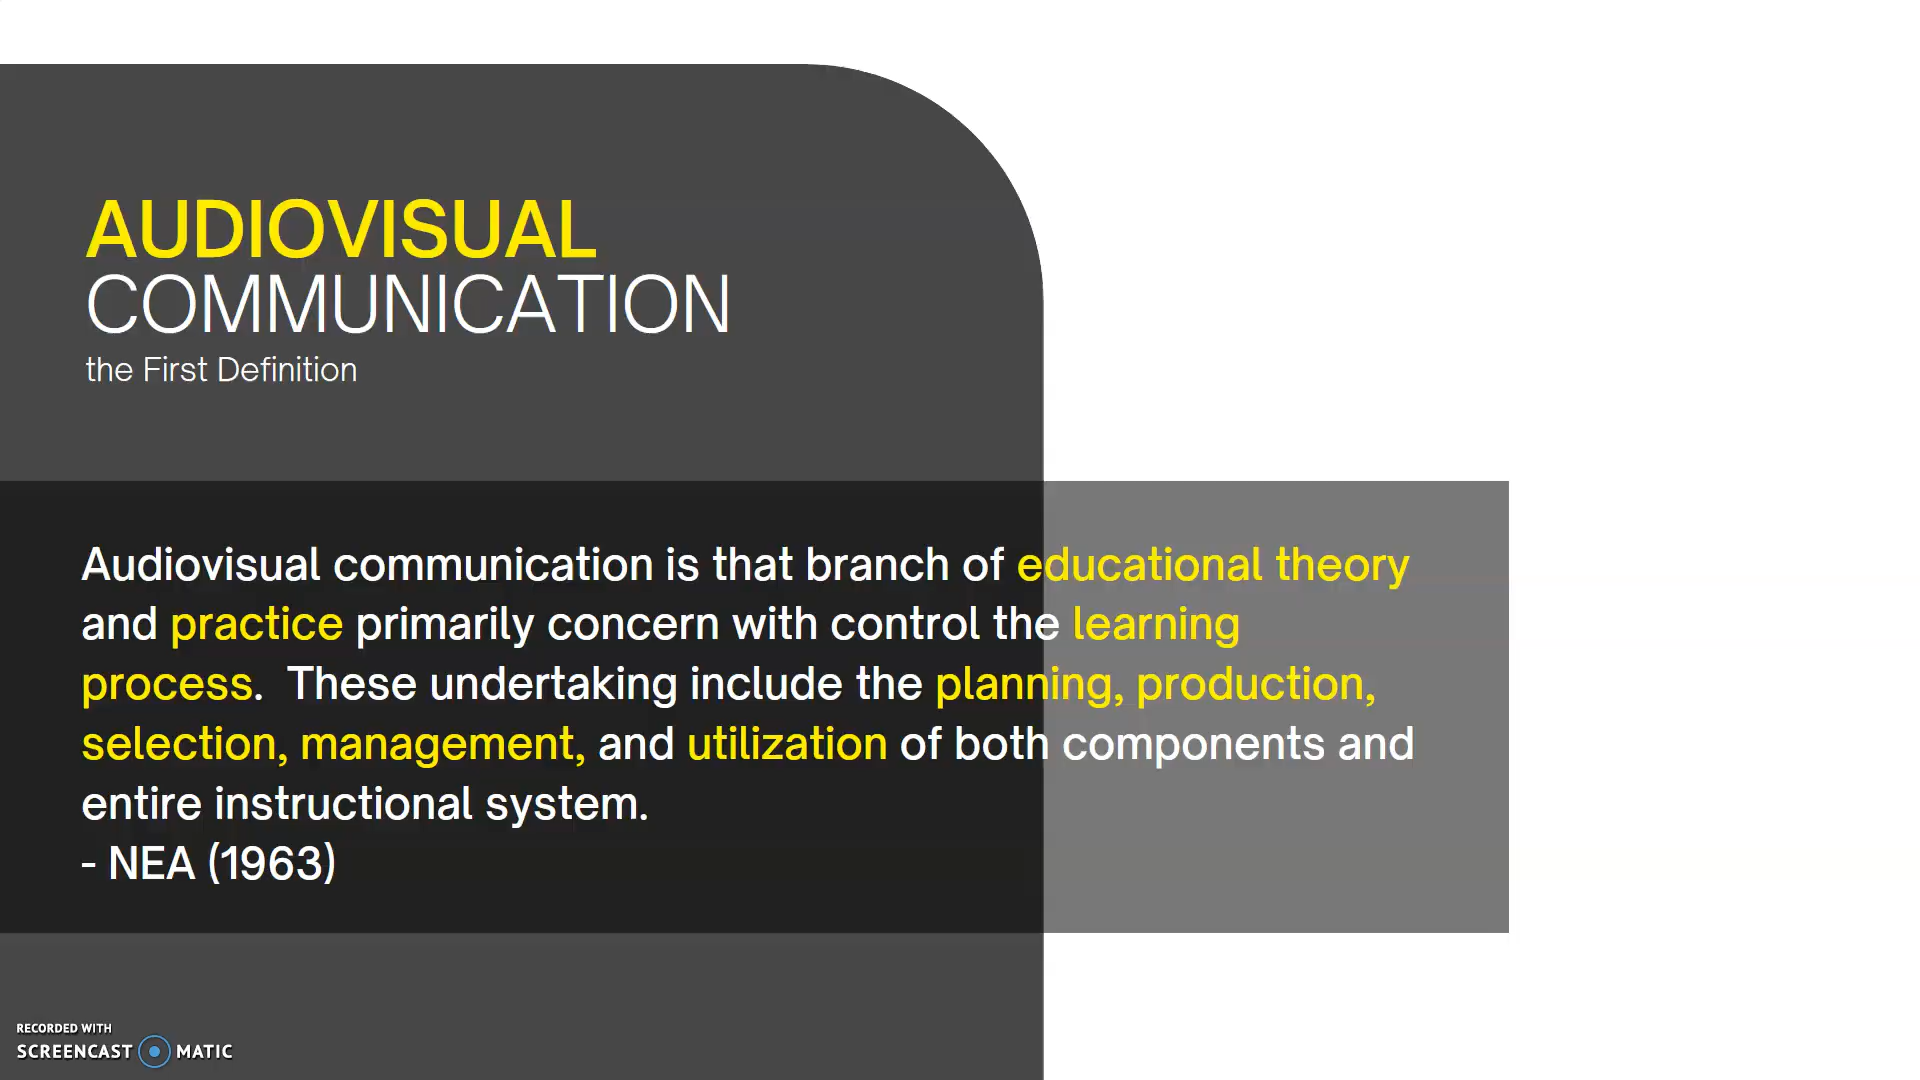 AUDIOVISUAL
COMMUNICATION
the First Definition
Audiovisual communication is that branch of educational theory
and practice primarily concern with control the learning
process.  These undertaking include the planning, production,
selection, management, and utilization of both components and
entire instructional system.
- NEA (1963)
RECORDED WITH
SCREENCAST MATIC